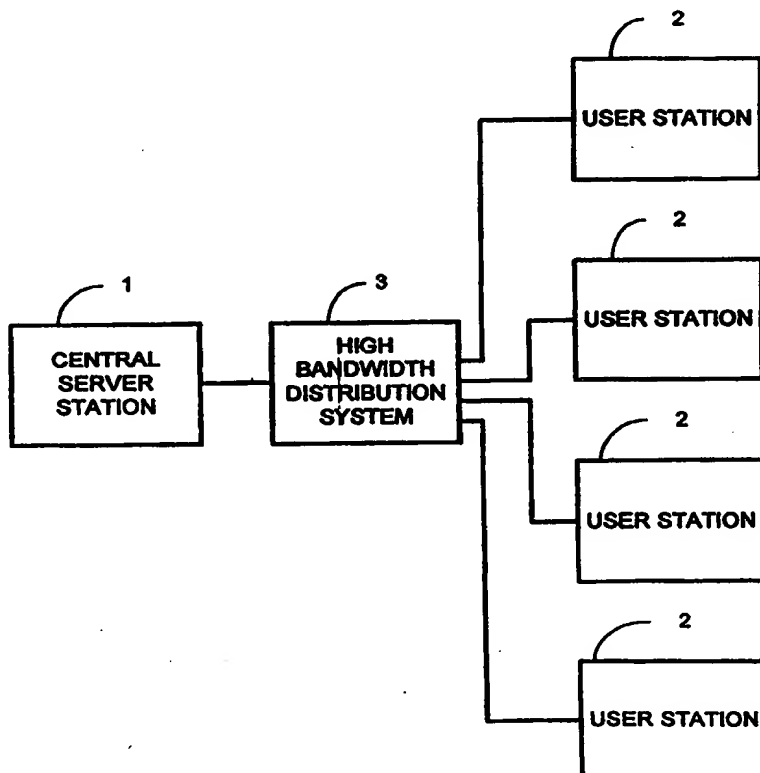 2
USER STATION
2
USER STATION
1
CENTRAL
SERVER
STATION
3
HIGH
BANDWIDTH
DISTRIBUTION
SYSTEM
2
USER STATION
2
USER STATION